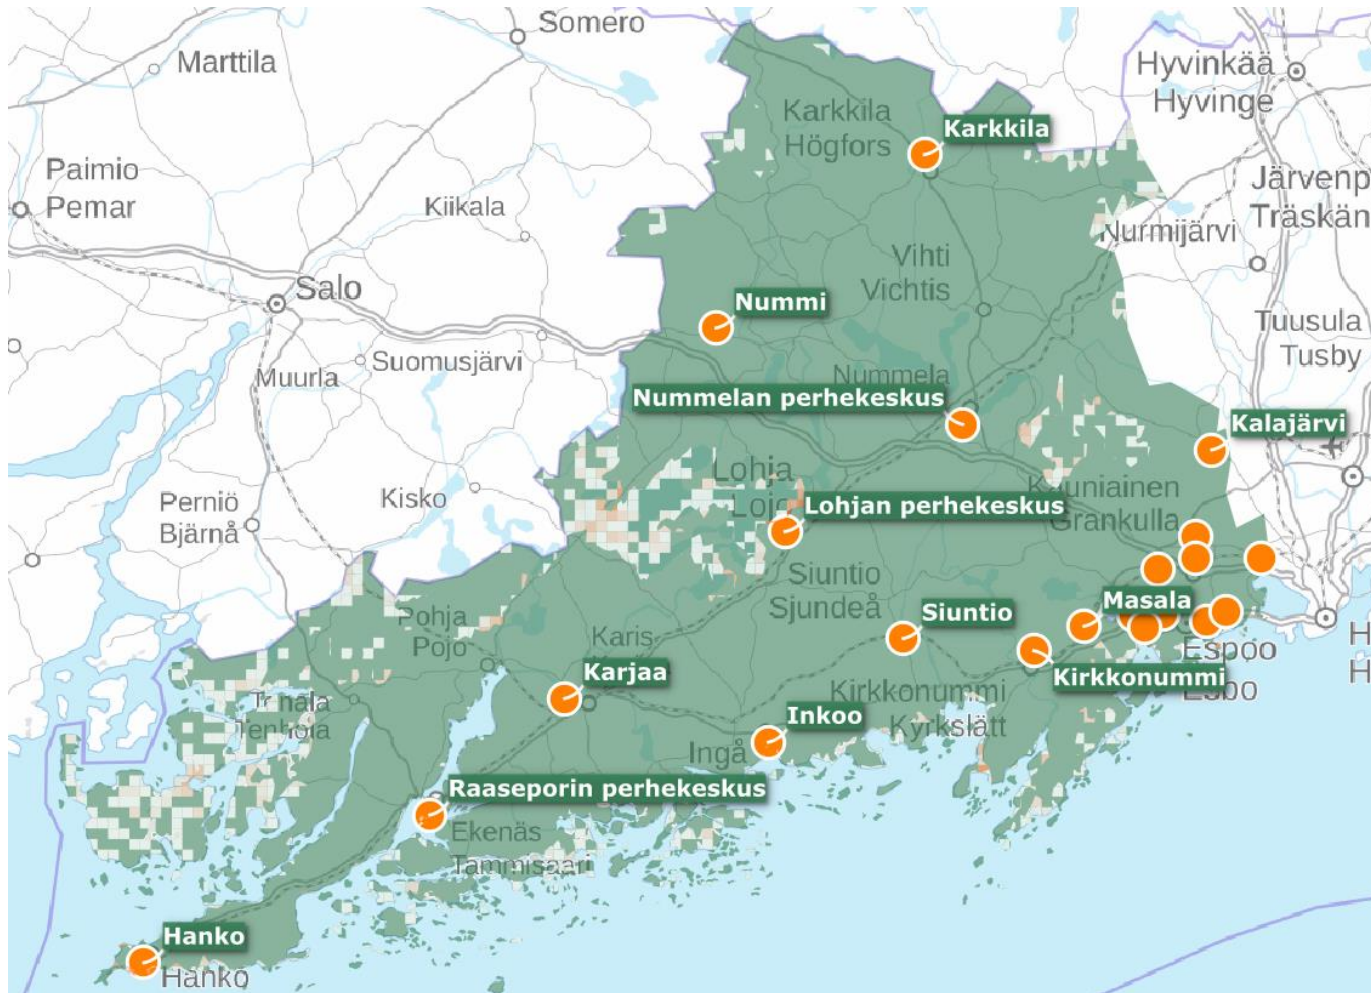 Somero
Marttila
Hyvinkää
Hyvinge
Karkkila
Högfors
Karkkila
Paimio
Pemar
Kiikala
Järvenp
Träskän
Nurmijärvi
Vihti
Vichtis
Salo
Nummi
Tuusula
Tusby
Suomusjärvi
Muurla
Nummela
Nummelan perhekeskus
Kalajärvi
Lohja
Kisko
Perniö
Bjärnå
Lohjan perhekeskus
Kauniainen
Grankulla
Siuntio
Sjundeå
Siuntio
Masala
Pohja
Pojo
Karis
Karjaa
Espoo
Esbo
Kirkkonummi
Kirkkonummi
Kyrkslätt
Tenhola
Inkoo
Ingå
Raaseporin perhekeskus
Ekenäs
Tammisaari
Hanko
Hanko
H
H